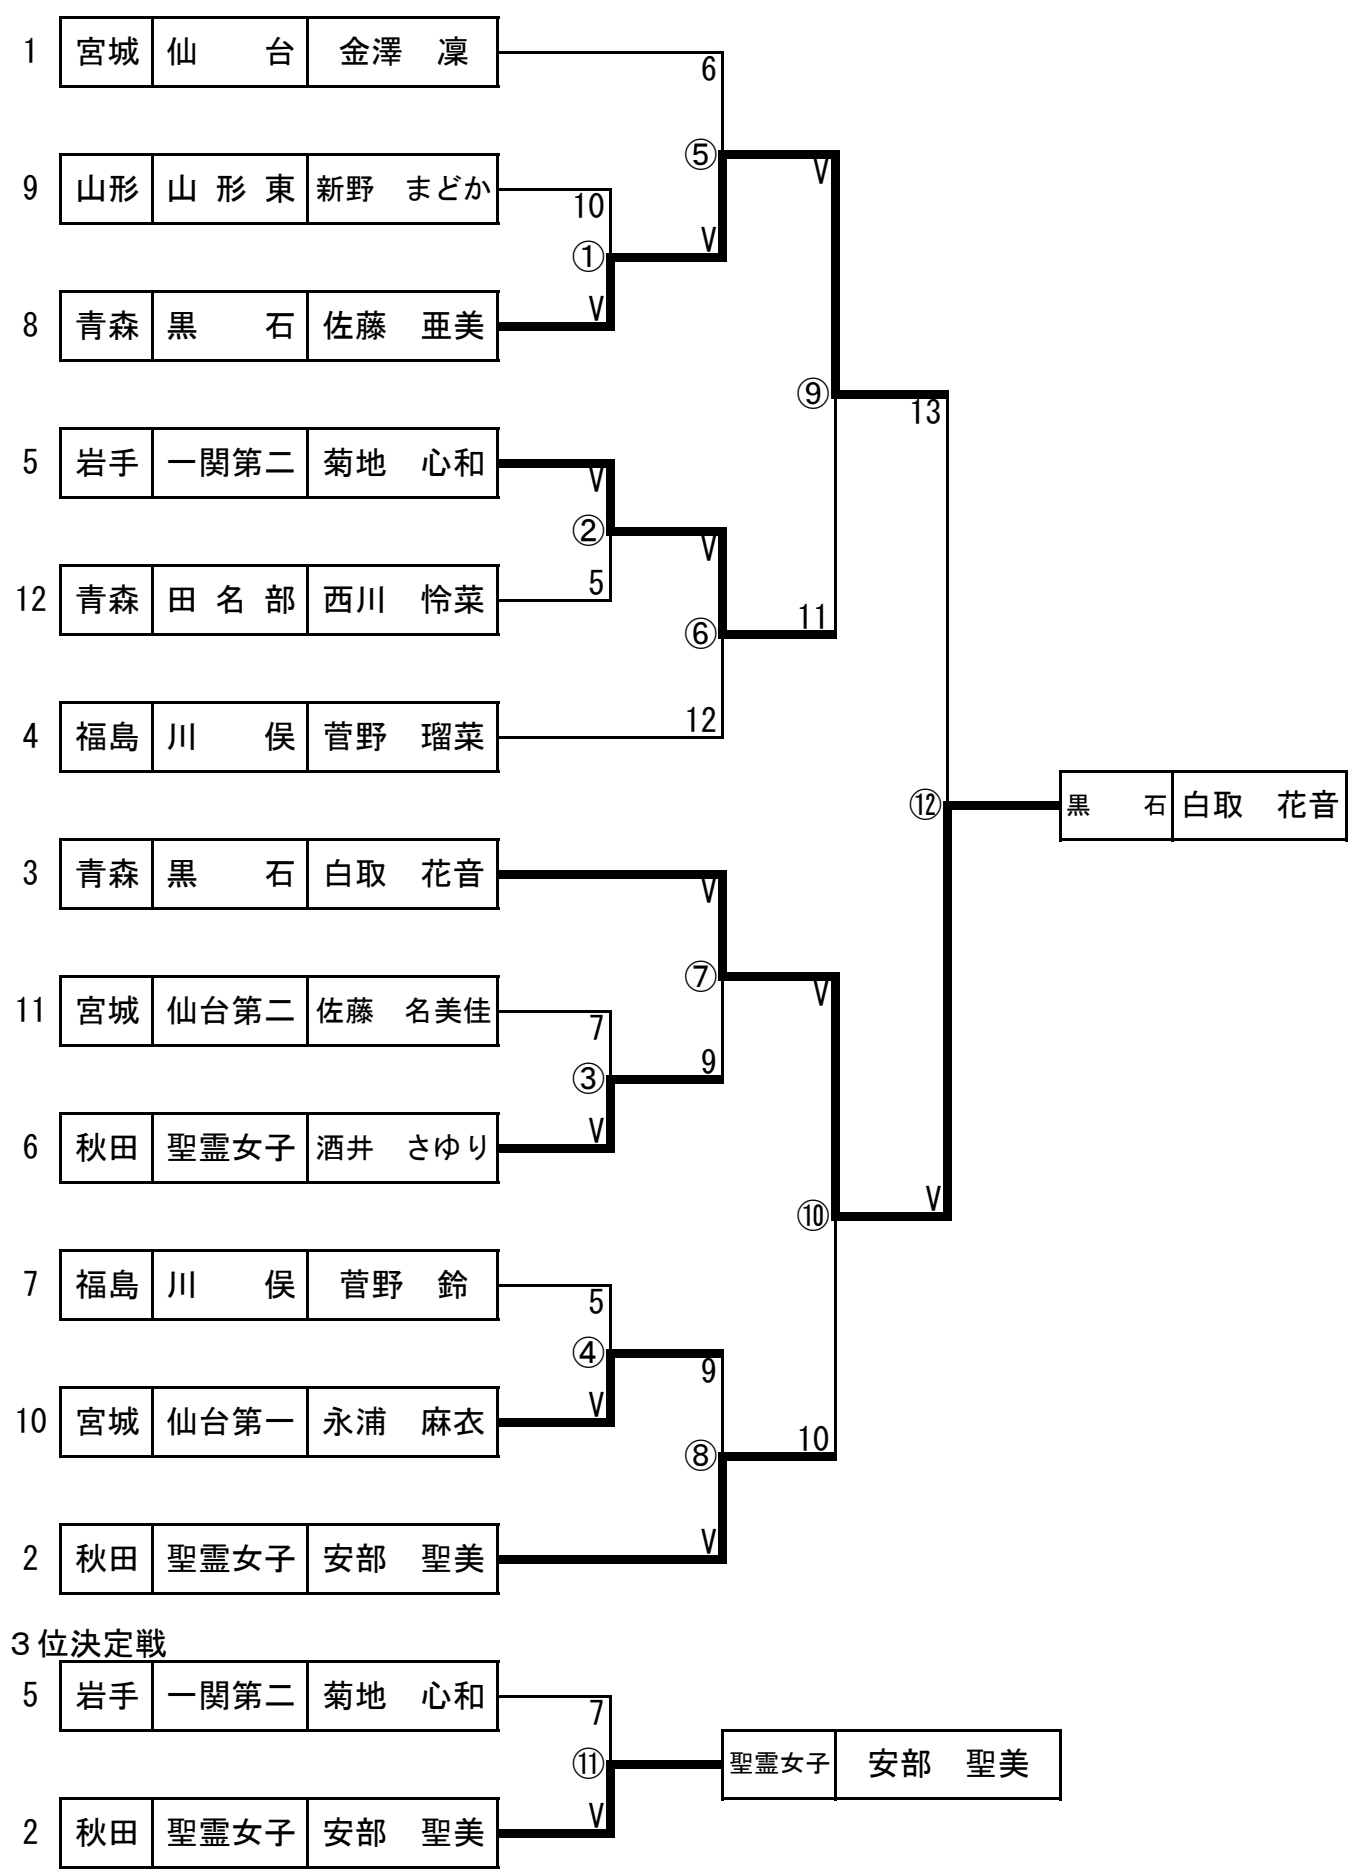 1 宮城 仙　台 金澤　凜
6
⑤ V
9 山形 山 形 東 新野　まどか
10
① V
8 青森 黒　石 佐藤　亜美
V
⑨ 13
5 岩手 一関第二 菊地　心和
V
② V
12 青森 田 名 部 西川　怜菜
5
⑥ 11
4 福島 川　俣 菅野　瑠菜
12
⑫ 黒　石 白取　花音
3 青森 黒　石 白取　花音
V
⑦ V
11 宮城 仙台第二 佐藤　名美佳
7
③ 9
6 秋田 聖霊女子 酒井　さゆり
V
⑩ V
7 福島 川　俣 菅野　鈴
5
④ 9
10 宮城 仙台第一 永浦　麻衣
V
⑧ 10
2 秋田 聖霊女子 安部　聖美
V
３位決定戦
5 岩手 一関第二 菊地　心和
7
⑪ 聖霊女子 安部　聖美
2 秋田 聖霊女子 安部　聖美
V